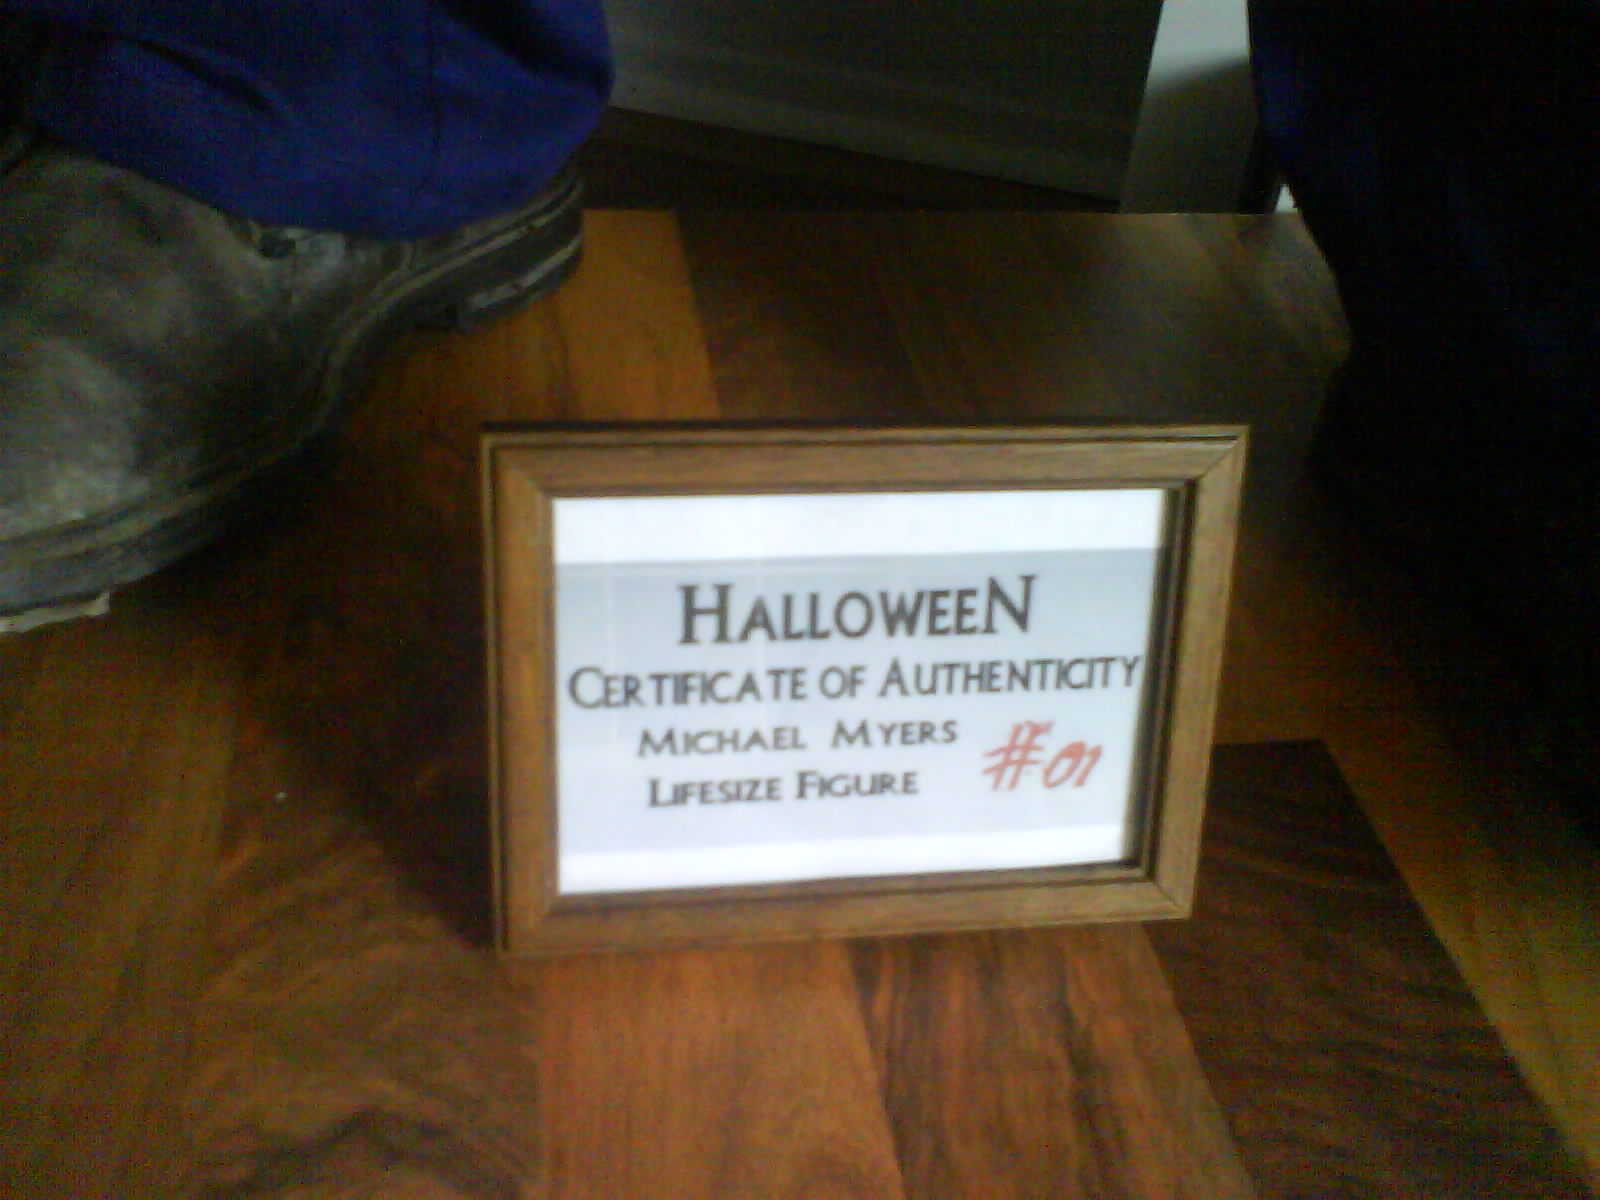 HALLOWEEN
CERTIFICATE OF AUTHENTICITY
MICHAEL MYERS
LIFESIZE FIGURE
#01